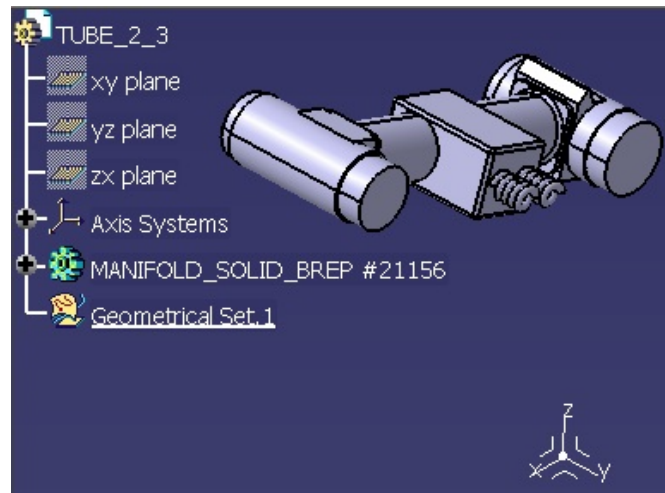 TUBE_2_3
xy plane
yz plane
zx plane
Axis Systems
MANIFOLD_SOLID_BREP #21156
Geometrical Set.1
z
x y